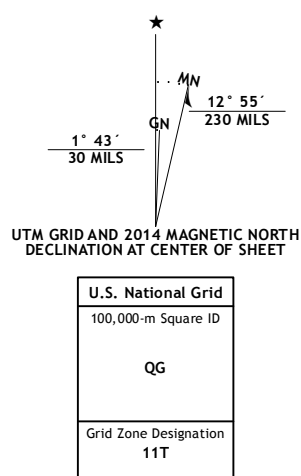 ★
MN
GN
12° 55´
230 MILS
1° 43´
30 MILS
UTM GRID AND 2014 MAGNETIC NORTH
DECLINATION AT CENTER OF SHEET
U.S. National Grid
100,000-m Square ID
QG
Grid Zone Designation
11T